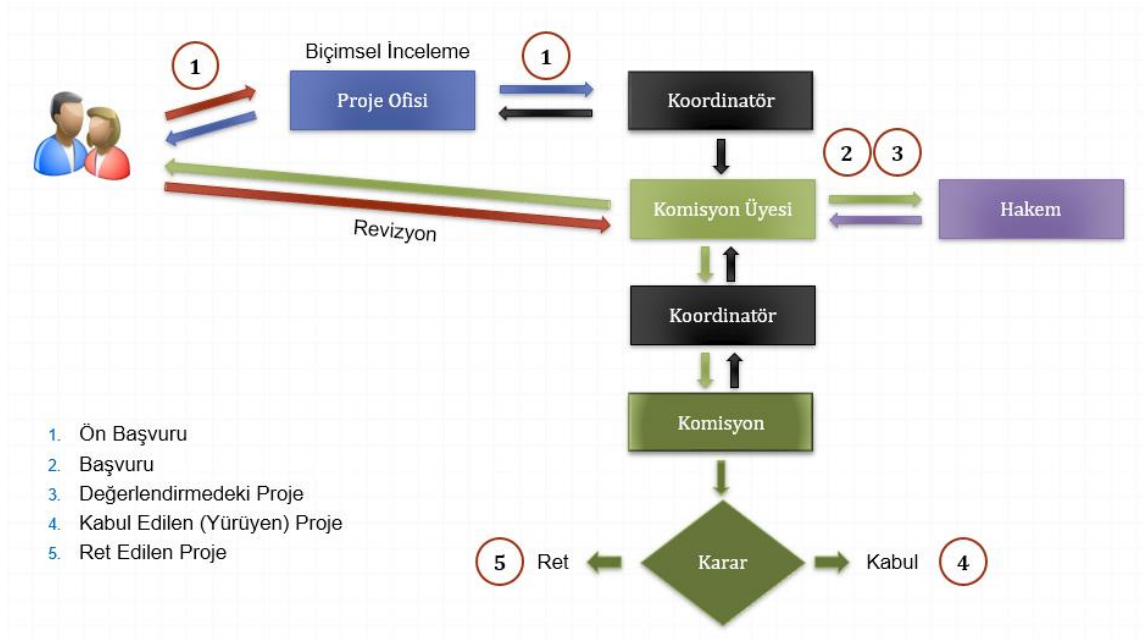 Biçimsel İnceleme
1
1
Proje Ofisi
Koordinatör
2
3
Komisyon Üyesi
Hakem
Revizyon
Koordinatör
Komisyon
1. Ön Başvuru
2. Başvuru
3. Değerlendirmedeki Proje
4. Kabul Edilen (Yürüyen) Proje
5. Ret Edilen Proje
5
Ret
Karar
Kabul
4